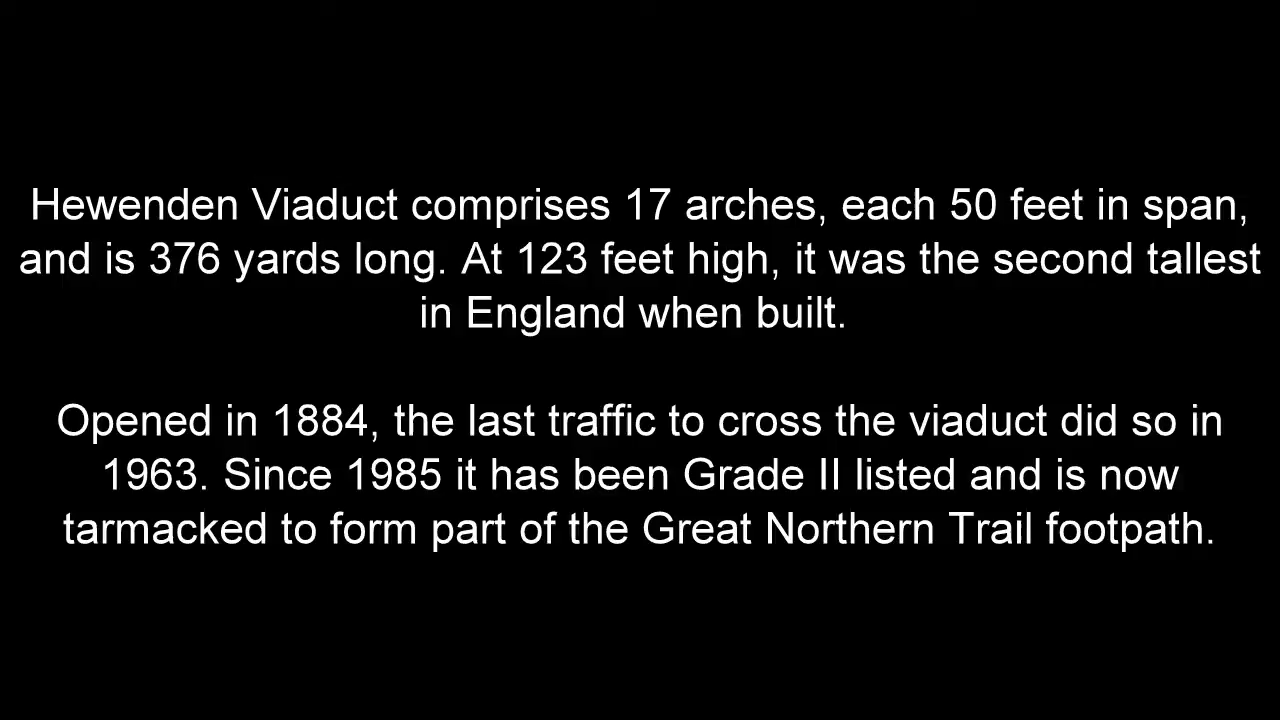 Hewenden Viaduct comprises 17 arches, each 50 feet in span,
and is 376 yards long. At 123 feet high, it was the second tallest
in England when built.
Opened in 1884, the last traffic to cross the viaduct did so in
1963. Since 1985 it has been Grade II listed and is now
tarmacked to form part of the Great Northern Trail footpath.